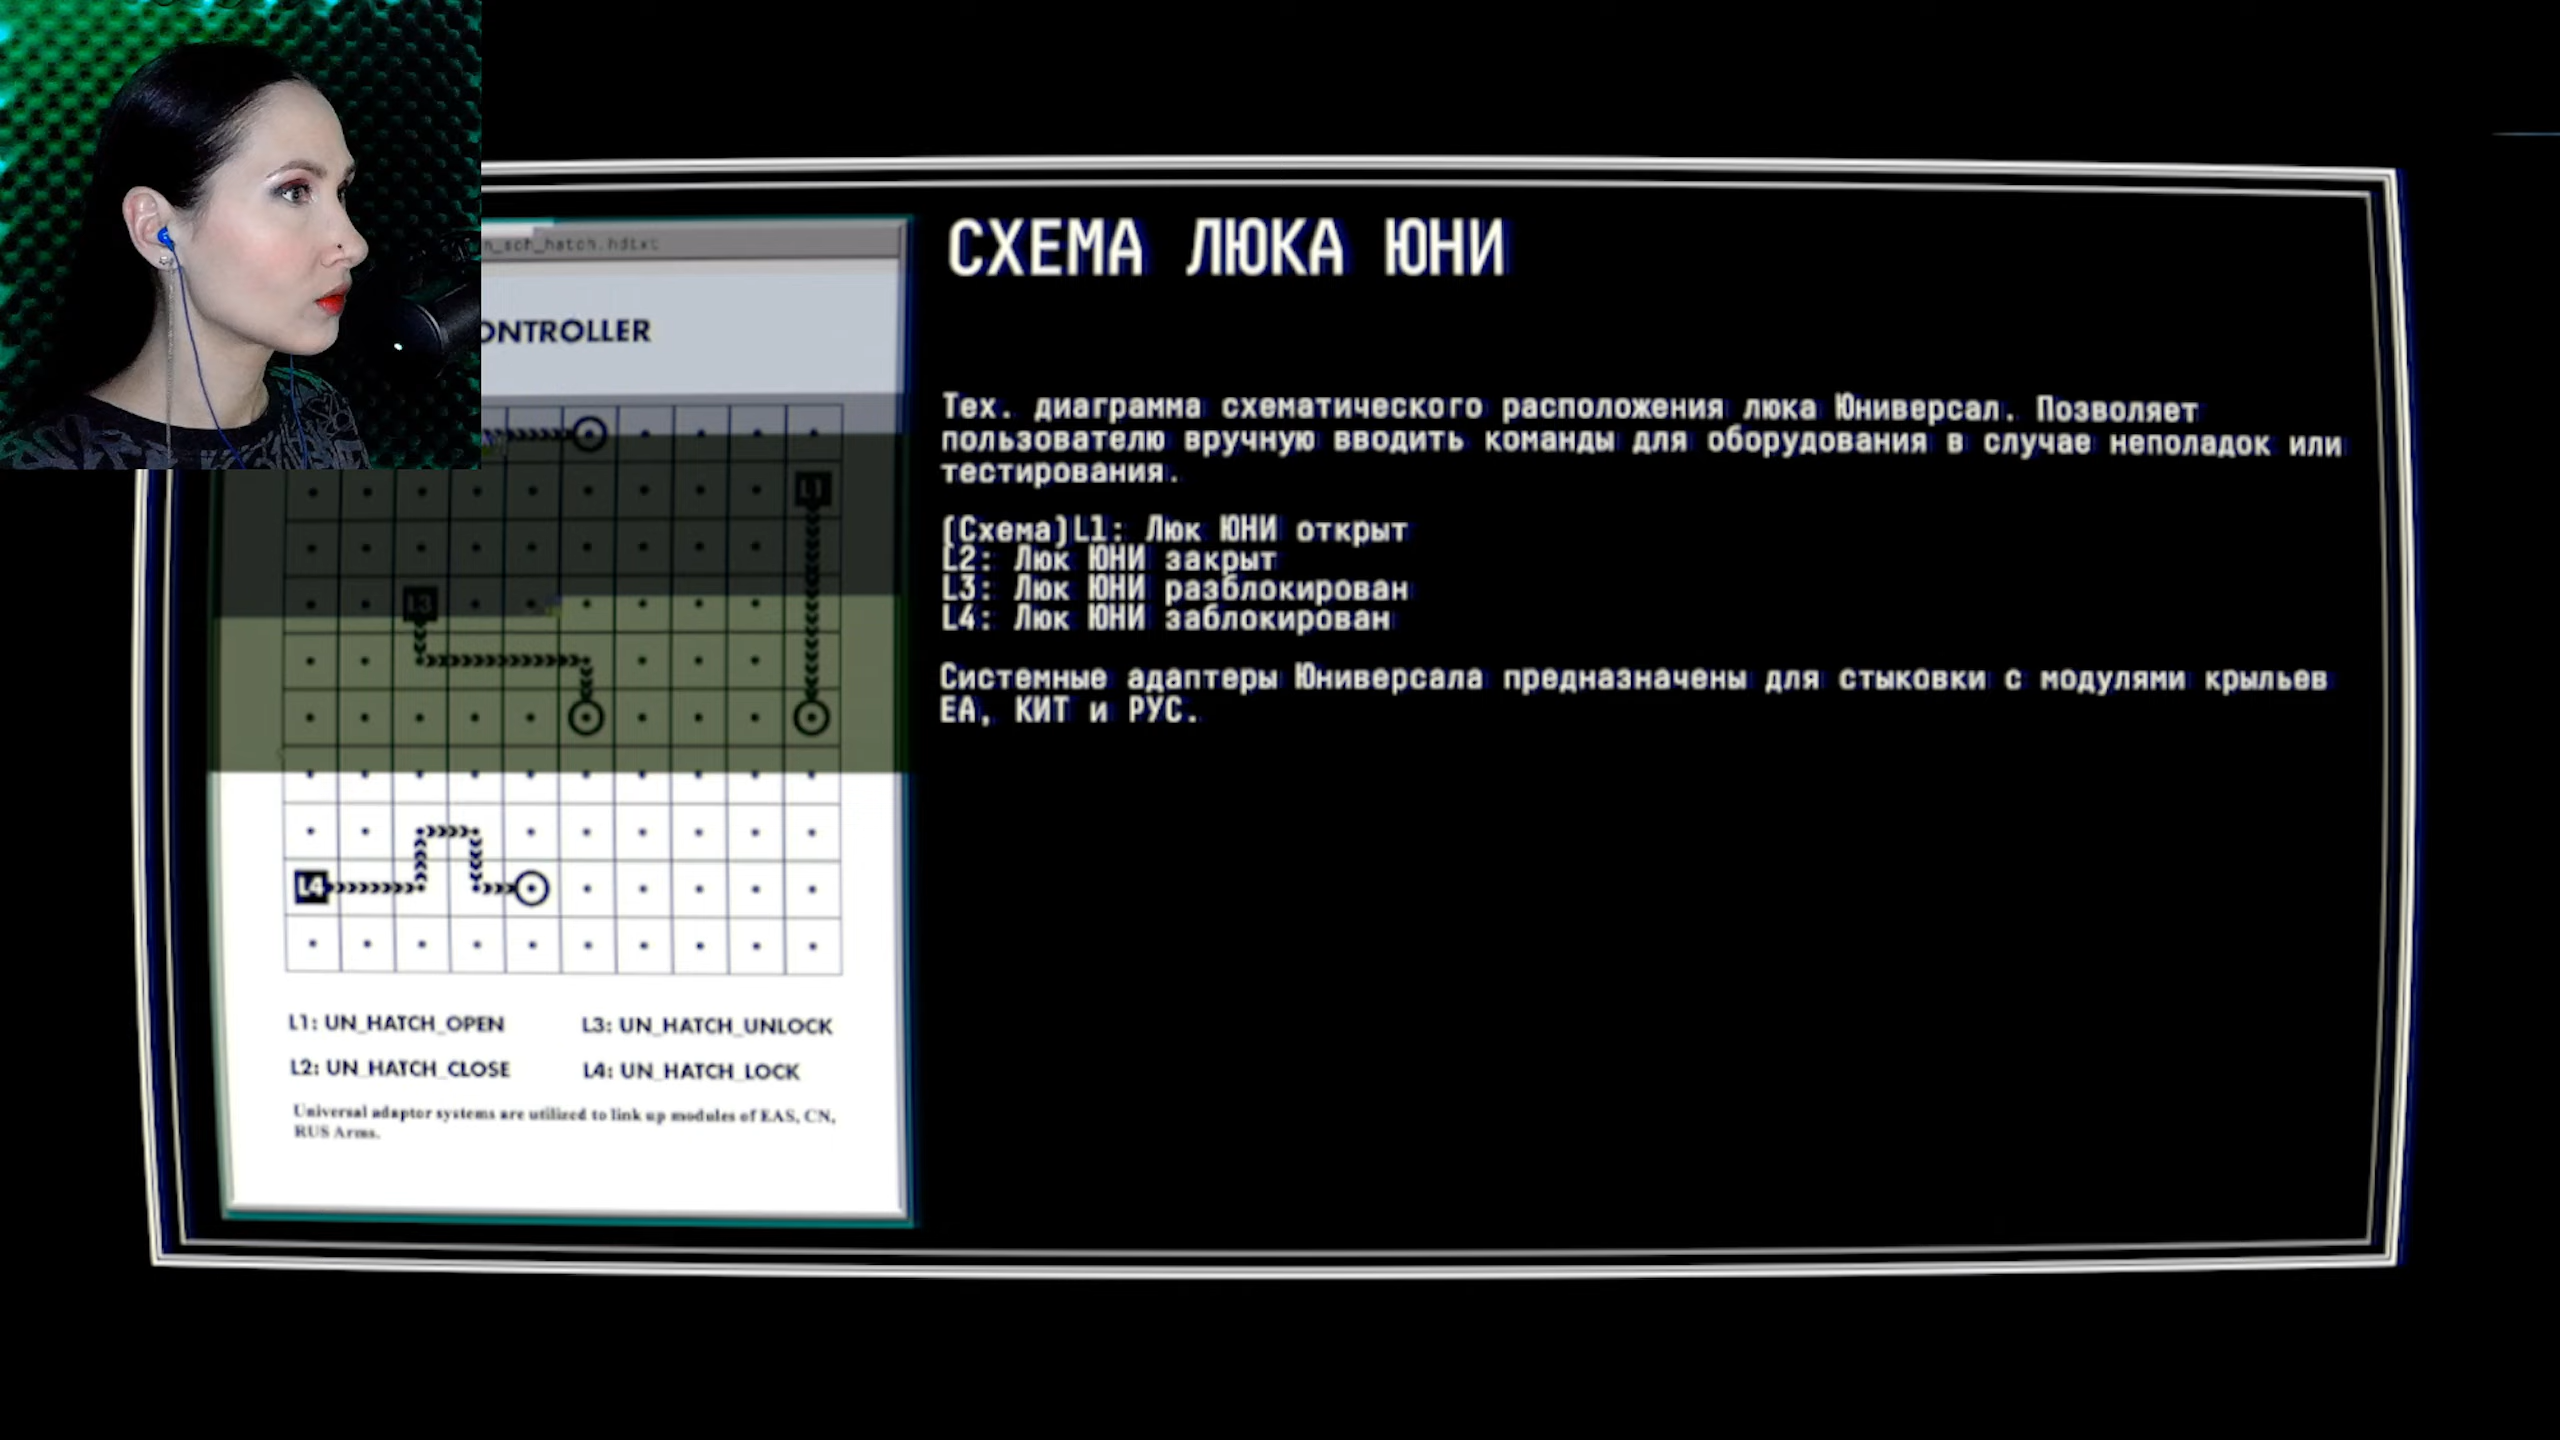 СХЕМА ЛЮКА ЮНИ
n_sch_hatch.hdtxt
ONTROLLER
L1
L3
L4
L1: UN_HATCH_OPEN
L3: UN_HATCH_UNLOCK
L2: UN_HATCH_CLOSE
L4: UN_HATCH_LOCK
Universal adaptor systems are utilized to link up modules of EAS, CN,
RUS Arms.
Тех. диаграмма схематического расположения люка Юниверсал. Позволяет
пользователю вручную вводить команды для оборудования в случае неполадок или
тестирования.
(Схема)L1: Люк ЮНИ открыт
L2: Люк ЮНИ закрыт
L3: Люк ЮНИ разблокирован
L4: Люк ЮНИ заблокирован
Системные адаптеры Юниверсала предназначены для стыковки с модулями крыльев
ЕА, КИТ и РУС.